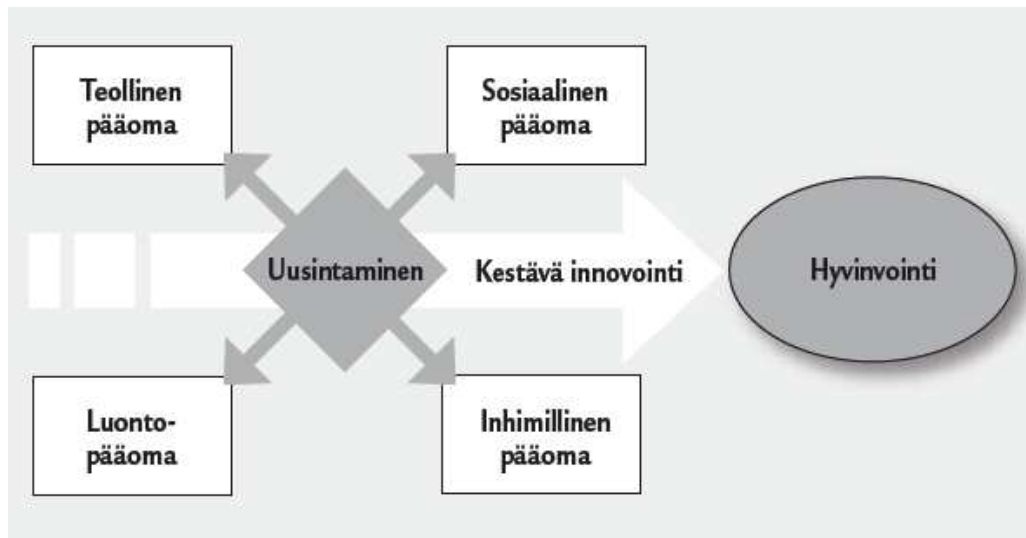 Teollinen
pääoma
Sosiaalinen
pääoma
Uusintaminen
Kestävä innovointi
Hyvinvointi
Luonto-
pääoma
Inhimillinen
pääoma